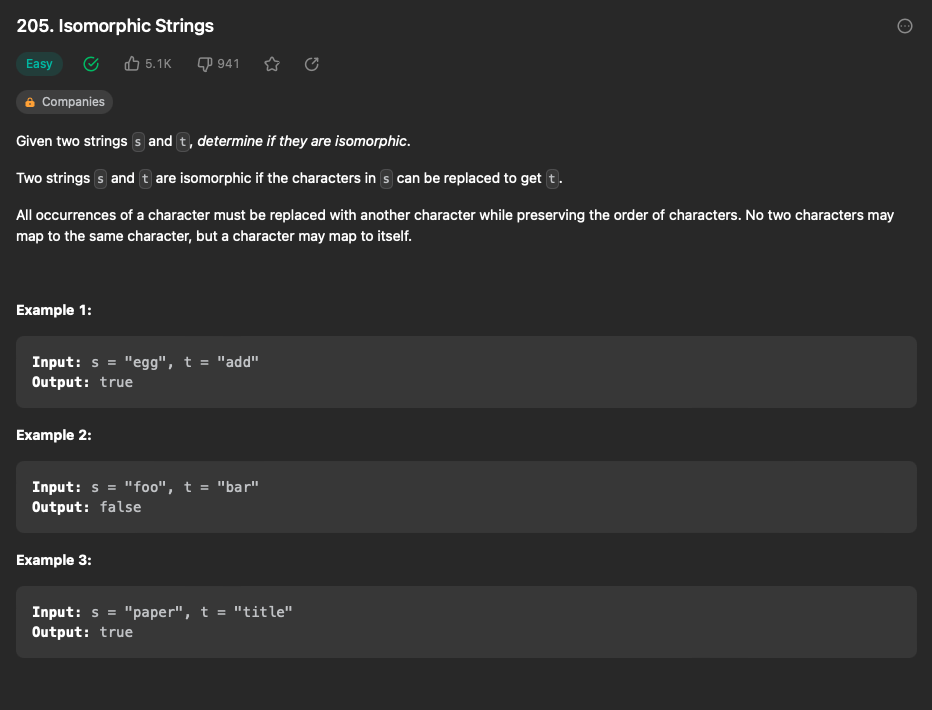 205. Isomorphic Strings
Easy 5.1K 941
Companies
Given two strings s and t, determine if they are isomorphic.
Two strings s and t are isomorphic if the characters in s can be replaced to get t.
All occurrences of a character must be replaced with another character while preserving the order of characters. No two characters may
map to the same character, but a character may map to itself.
Example 1:
Input: s = "egg", t = "add"
Output: true
Example 2:
Input: s = "foo", t = "bar"
Output: false
Example 3:
Input: s = "paper", t = "title"
Output: true